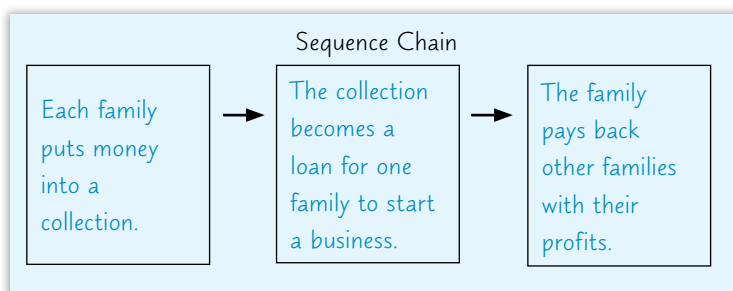 Sequence Chain
Each family
puts money
into a
collection.
The collection
becomes a
loan for one
family to start
a business.
The family
pays back
other families
with their
profits.